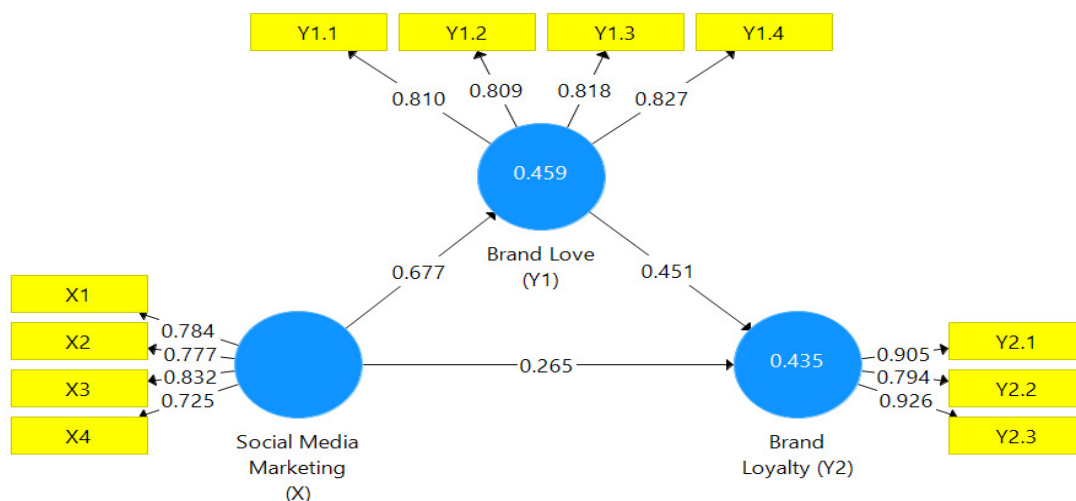 Y1.1
Y1.2
Y1.3
Y1.4
0.810
0.809
0.818
0.827
0.459
Brand Love
(Y1)
0.677
0.451
X1
X2
X3
X4
0.784
0.777
0.832
0.725
0.265
0.435
0.905
0.794
0.926
Y2.1
Y2.2
Y2.3
Social Media
Marketing
(X)
Brand
Loyalty (Y2)